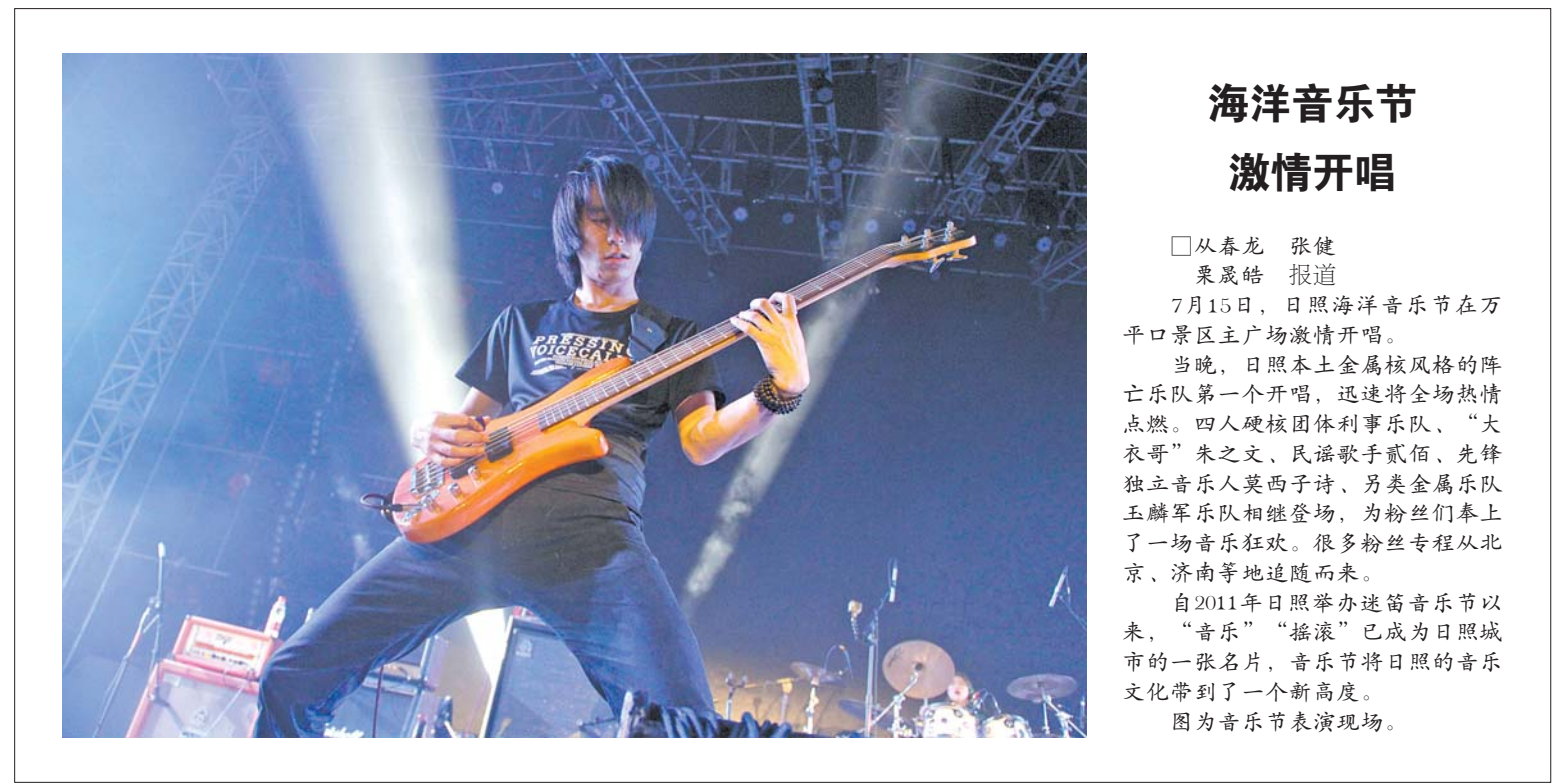 海洋音乐节
激情开唱
□从春龙　张健
栗晟皓　报道
7月15日，日照海洋音乐节在万
平口景区主广场激情开唱。
当晚，日照本土金属核风格的阵
亡乐队第一个开唱，迅速将全场热情
点燃。四人硬核团体利事乐队、“大
衣哥”朱之文、民谣歌手贰佰、先锋
独立音乐人莫西子诗、另类金属乐队
玉麟军乐队相继登场，为粉丝们奉上
了一场音乐狂欢。很多粉丝专程从北
京、济南等地追随而来。
自2011年日照举办迷笛音乐节以
来，“音乐”“摇滚”已成为日照城
市的一张名片，音乐节将日照的音乐
文化带到了一个新高度。
图为音乐节表演现场。
PRESSING
VOICECALL